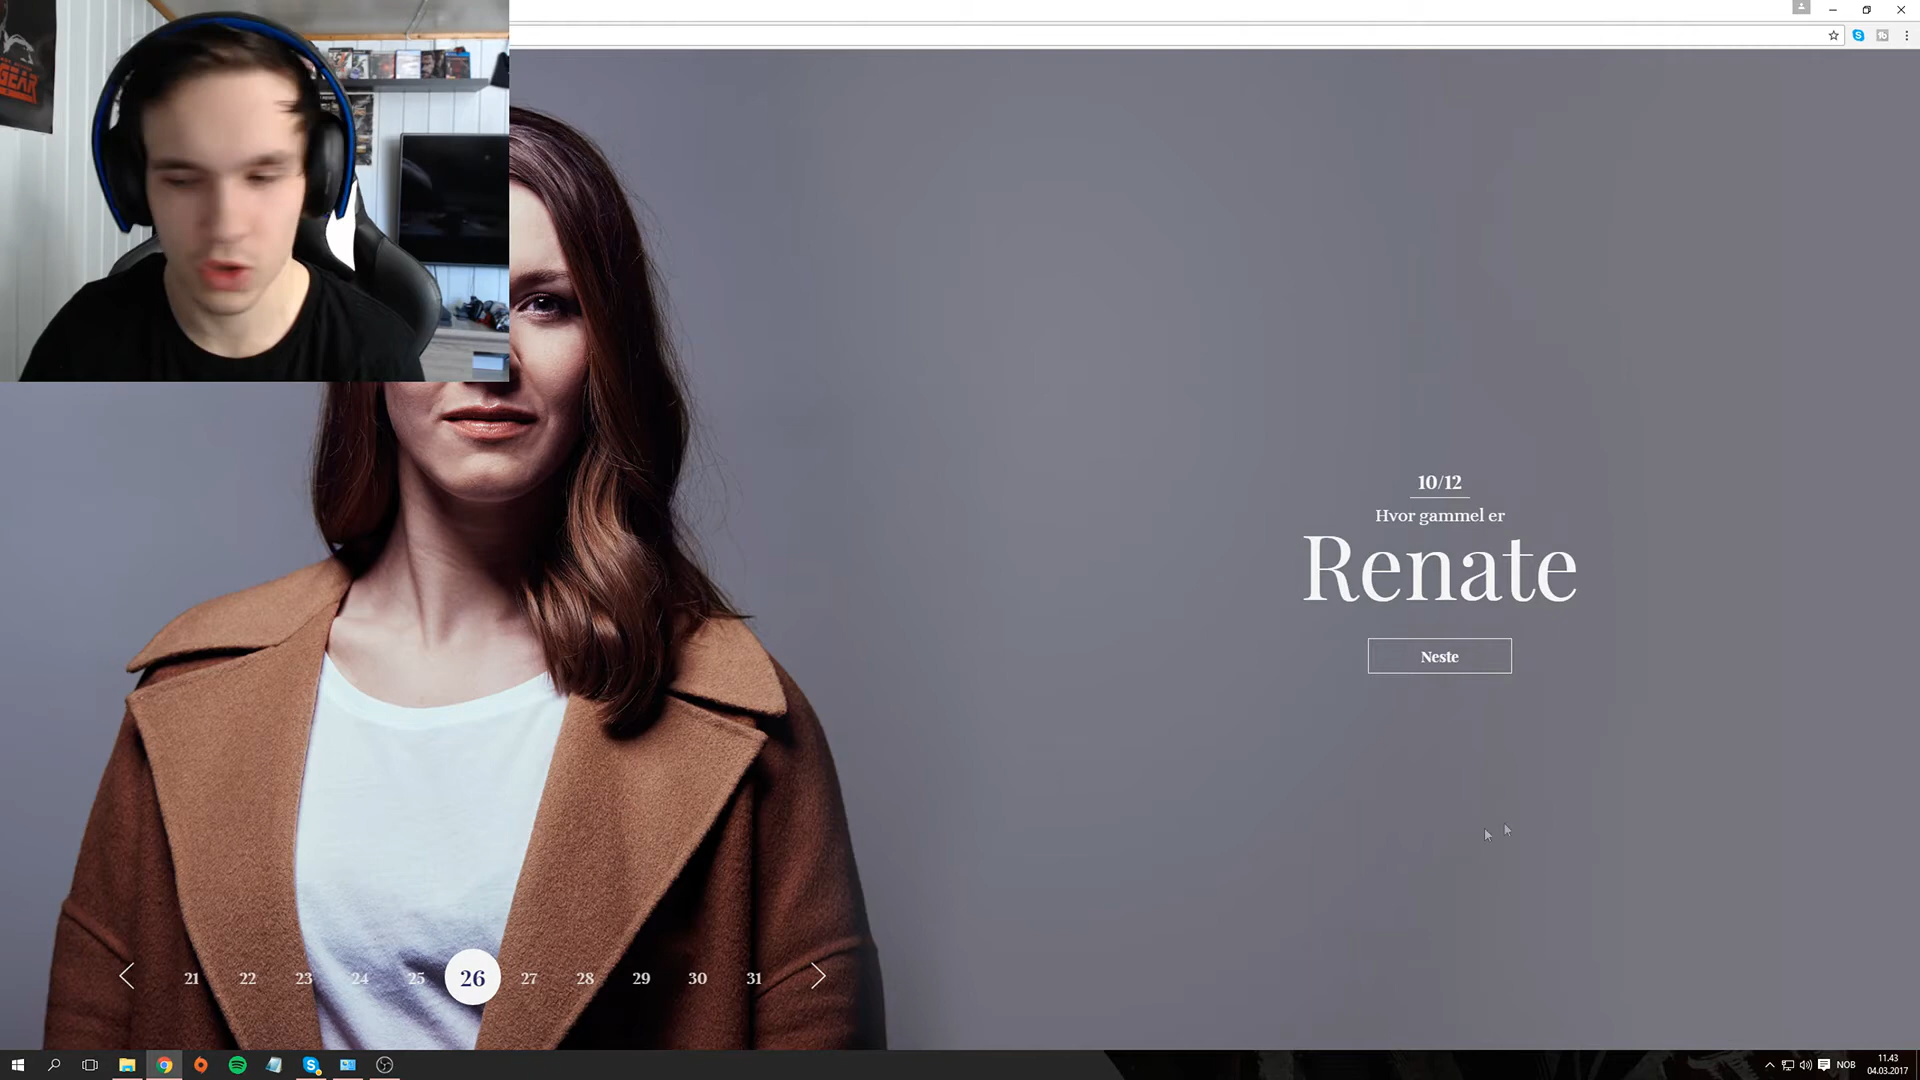 GEAR
10/12
Hvor gammel er
Renate
Neste
21 22 23 24 25 26 27 28 29 30 31
NOB
11.43
04.03.2017